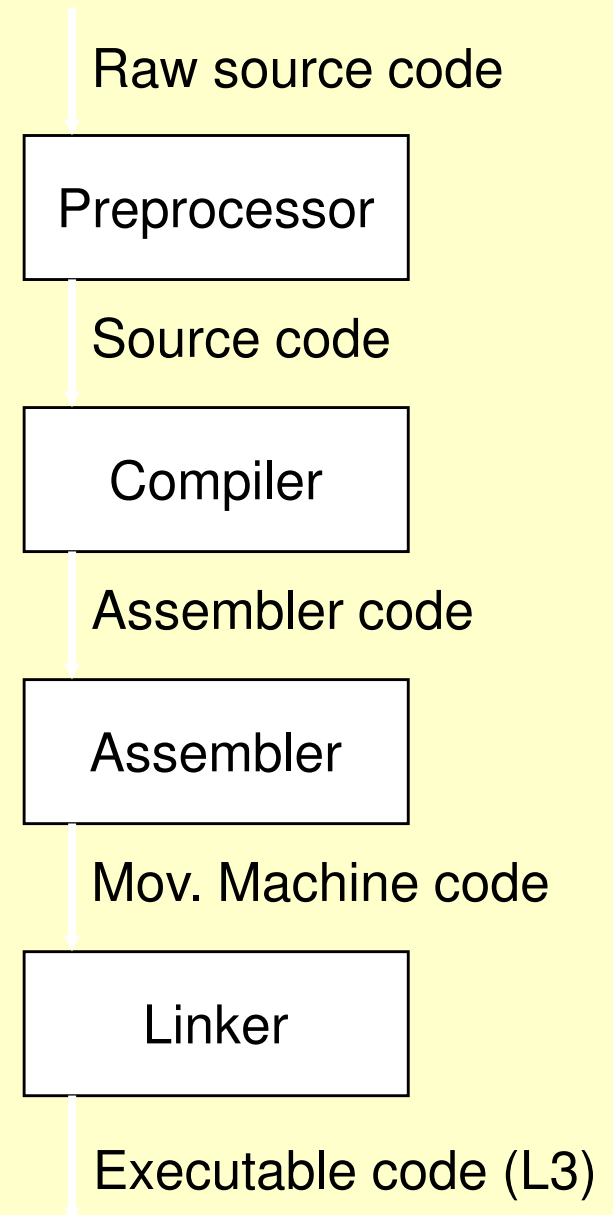 Raw source code
Preprocessor
Source code
Compiler
Assembler code
Assembler
Mov. Machine code
Linker
Executable code (L3)